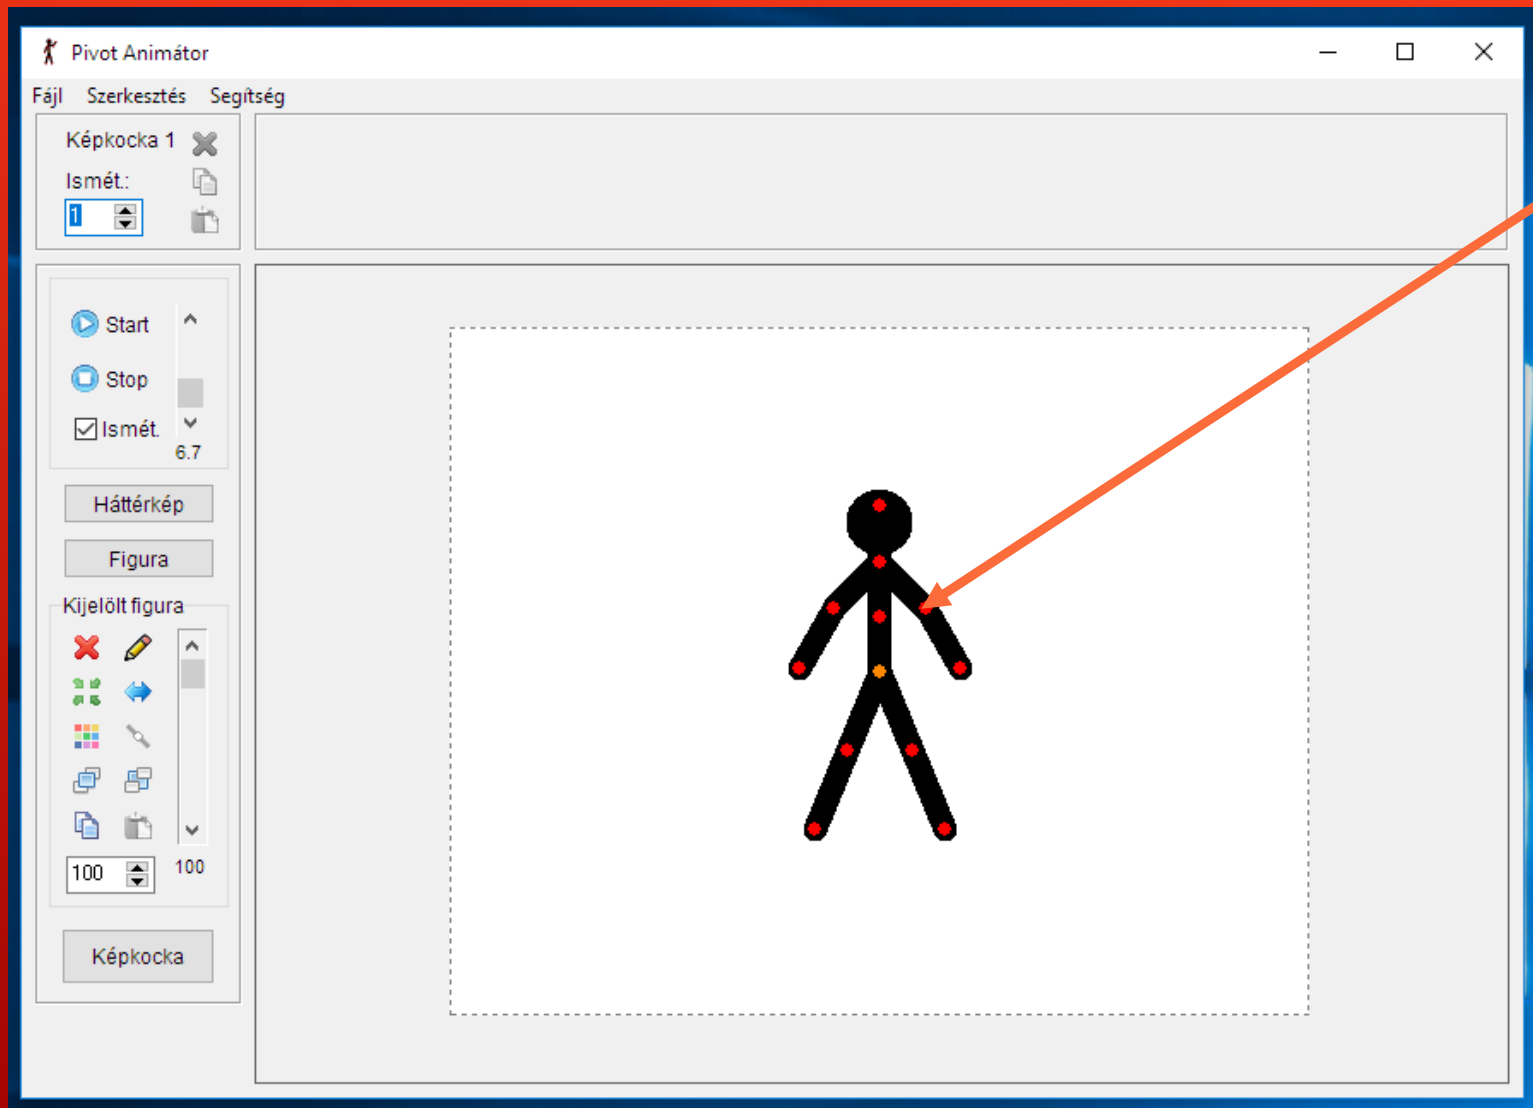 Pivot Animátor
Fájl Szerkesztés Segítség
Képkocka 1
Ismét.:
1
Start
Stop
Ismét.
6.7
Háttérkép
Figura
Kijelölt figura
100
100
Képkocka